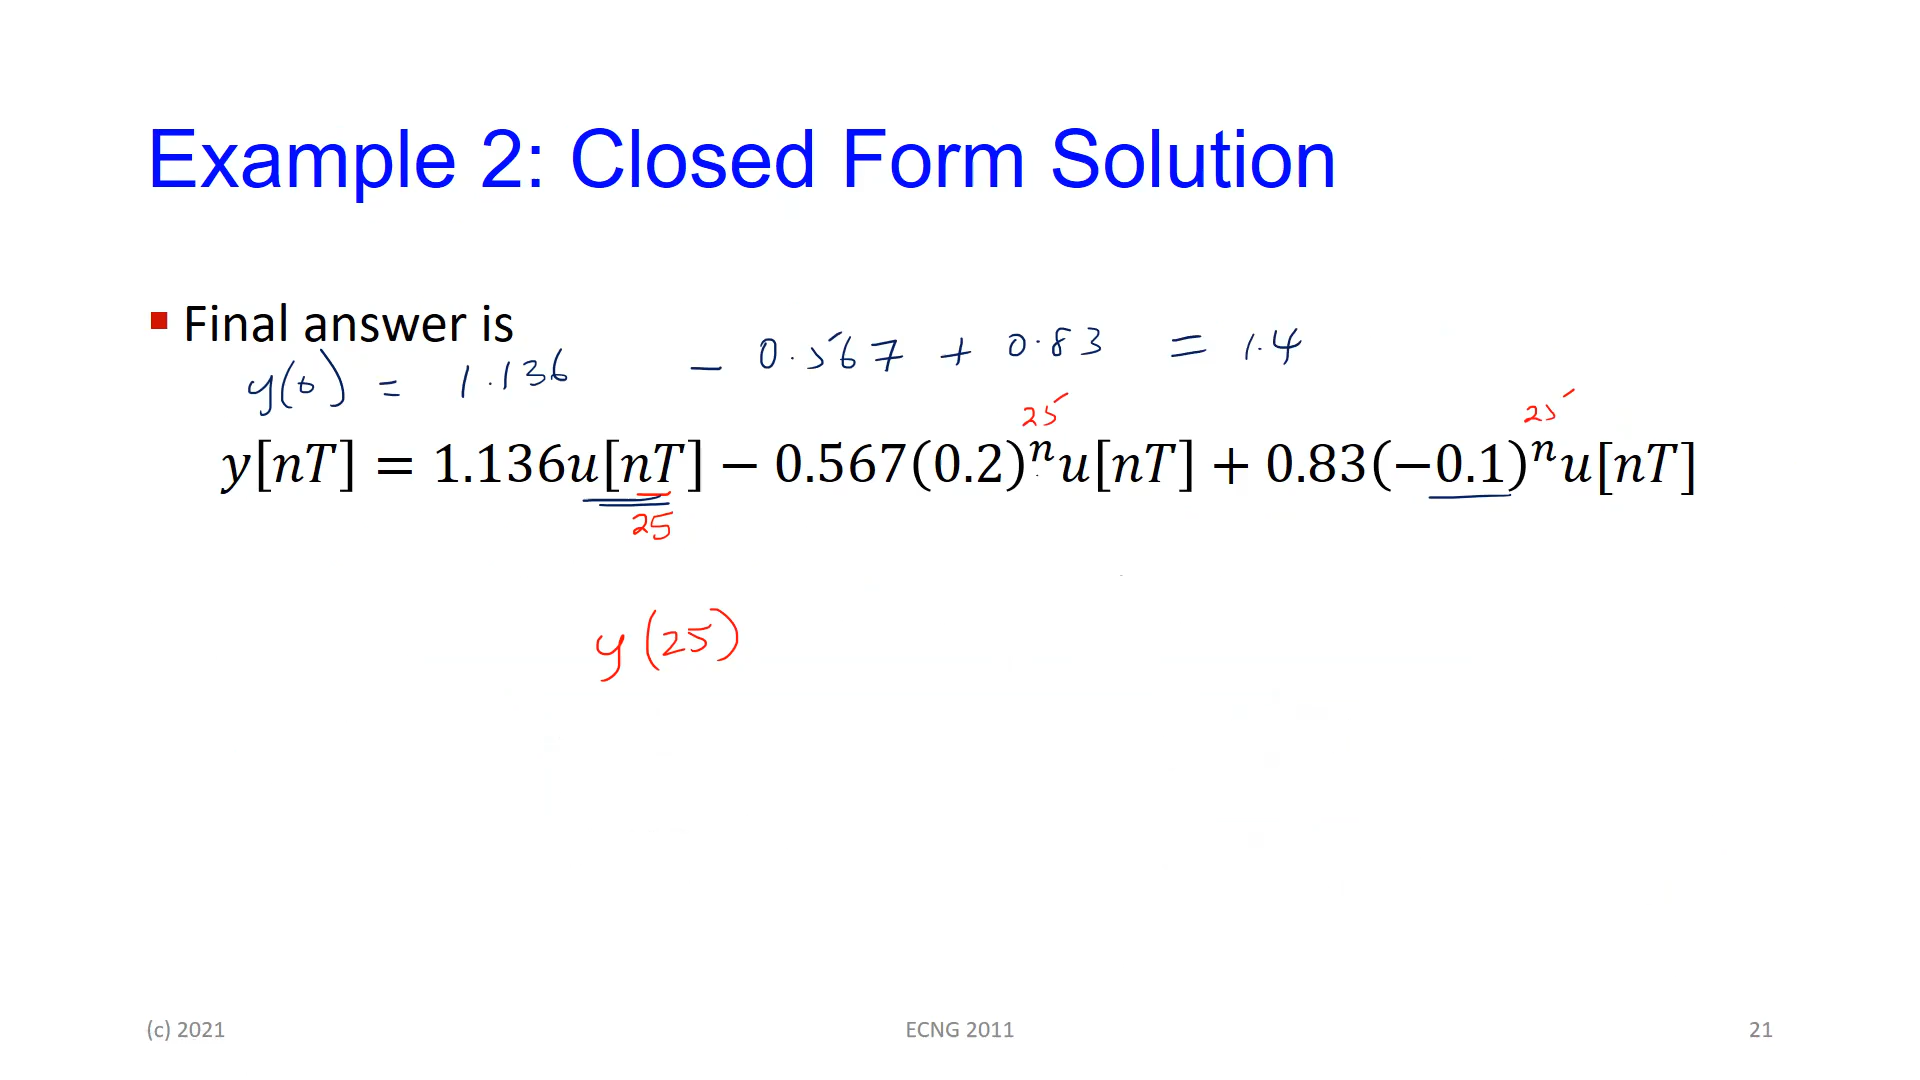 Example 2: Closed Form Solution
▪ Final answer is
y(0) = 1.136 - 0.567 + 0.83 = 1.4
25 25
y[nT] = 1.136u[nT] − 0.567(0.2)ⁿu[nT] + 0.83(−0.1)ⁿu[nT]
25
y(25)
(c) 2021 ECNG 2011 21